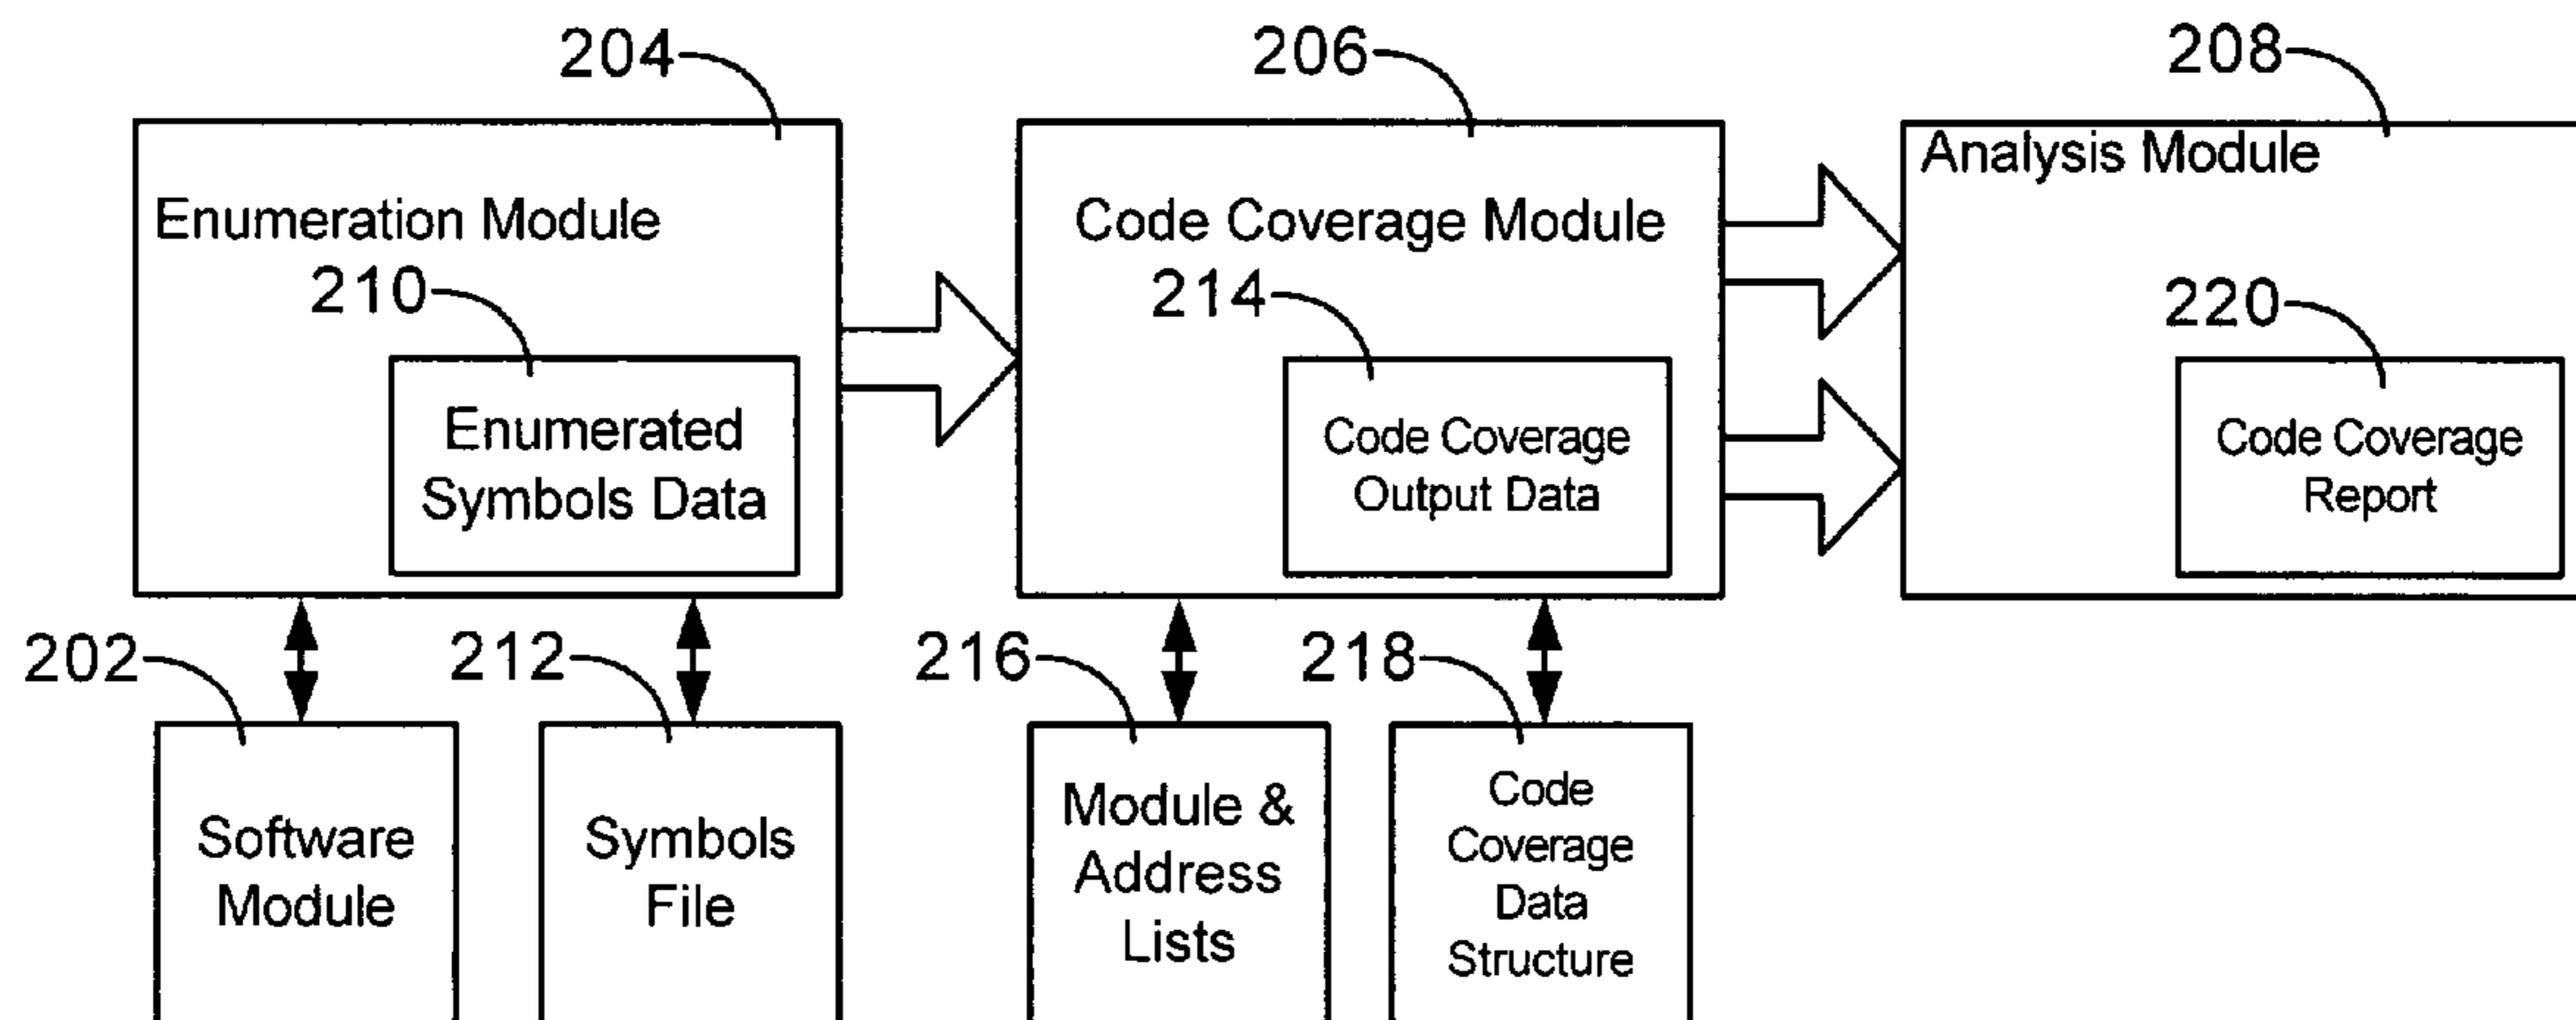 204
206
208
Enumeration Module
Code Coverage Module
Analysis Module
210
214
220
Enumerated
Symbols Data
Code Coverage
Output Data
Code Coverage
Report
202
212
216
218
Software
Module
Symbols
File
Module &
Address
Lists
Code
Coverage
Data
Structure